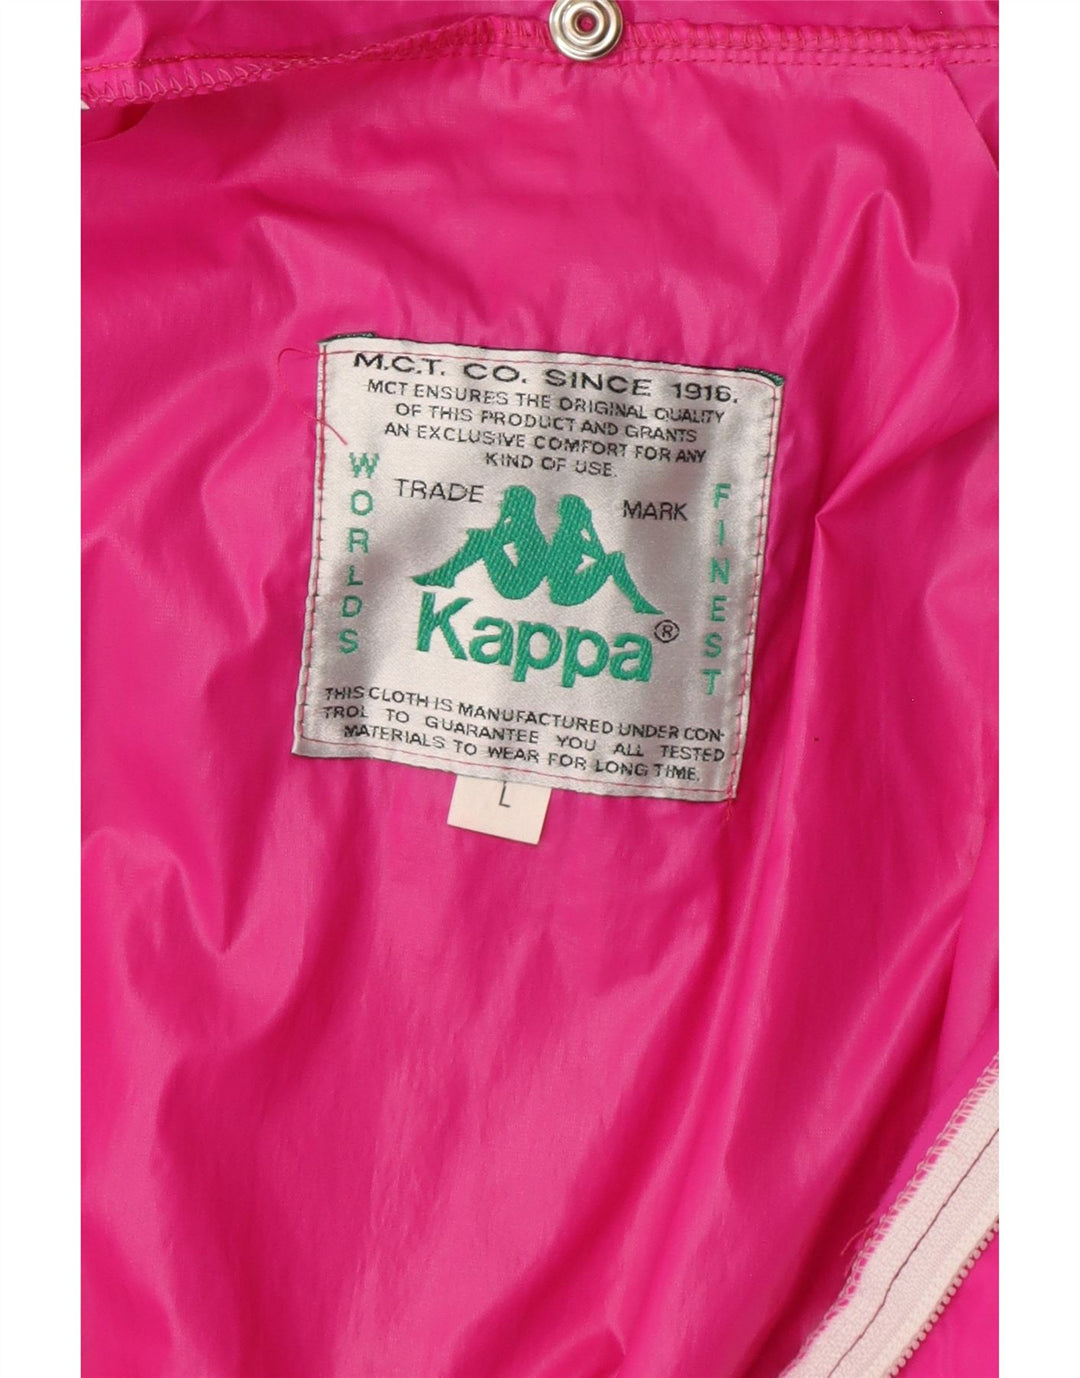 M.C.T. CO. SINCE 1916.
MCT ENSURES THE ORIGINAL QUALITY
OF THIS PRODUCT AND GRANTS
AN EXCLUSIVE COMFORT FOR ANY
KIND OF USE.
WORLDS
TRADE MARK
FINEST
Kappa®
THIS CLOTH IS MANUFACTURED UNDER CON-
TROL TO GUARANTEE YOU ALL TESTED
MATERIALS TO WEAR FOR LONG TIME.
L